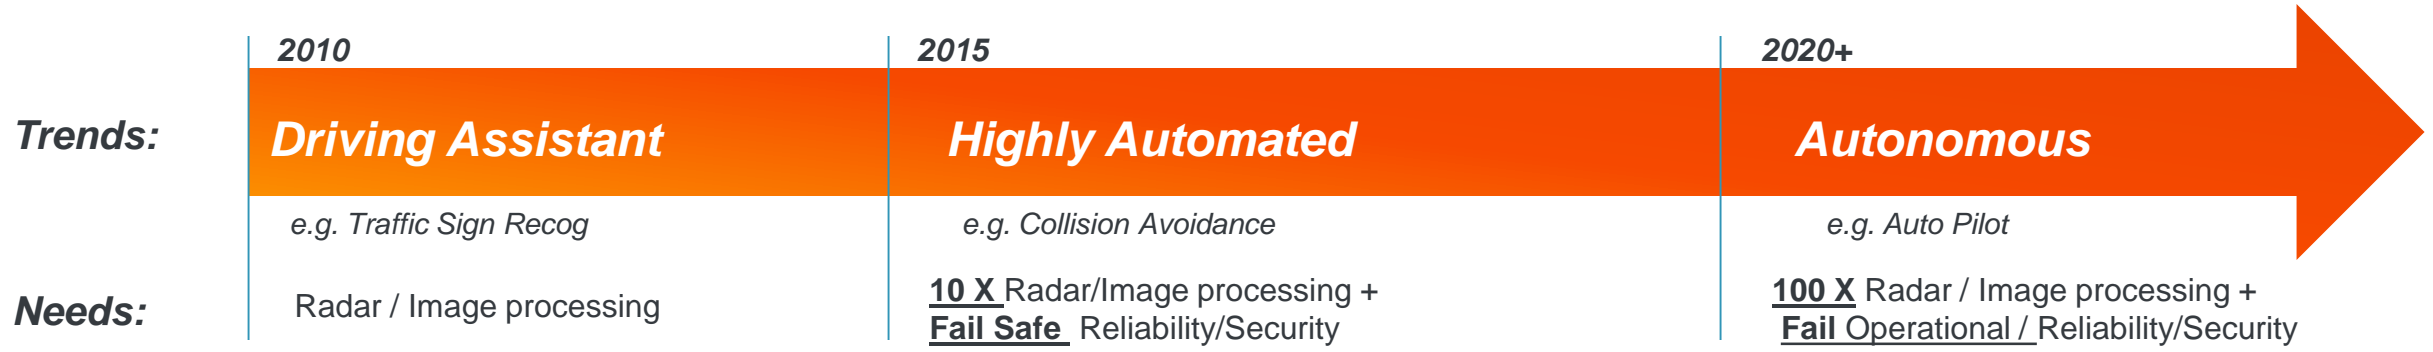 2010 2015 2020+
Trends: Driving Assistant Highly Automated Autonomous
e.g. Traffic Sign Recog e.g. Collision Avoidance e.g. Auto Pilot
Needs: Radar / Image processing
10 X Radar/Image processing +
Fail Safe Reliability/Security
100 X Radar / Image processing +
Fail Operational / Reliability/Security